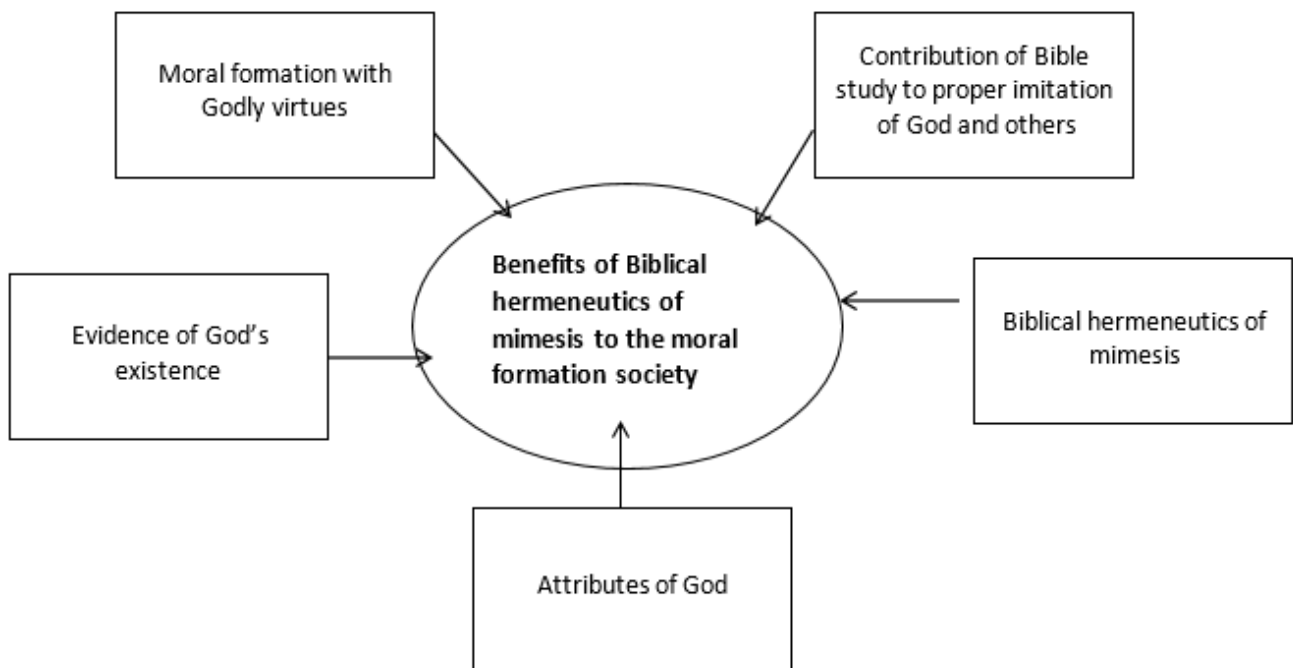 Moral formation with
Godly virtues
Contribution of Bible
study to proper imitation
of God and others
Benefits of Biblical
hermeneutics of
mimesis to the moral
formation society
Evidence of God's
existence
Biblical hermeneutics of
mimesis
Attributes of God